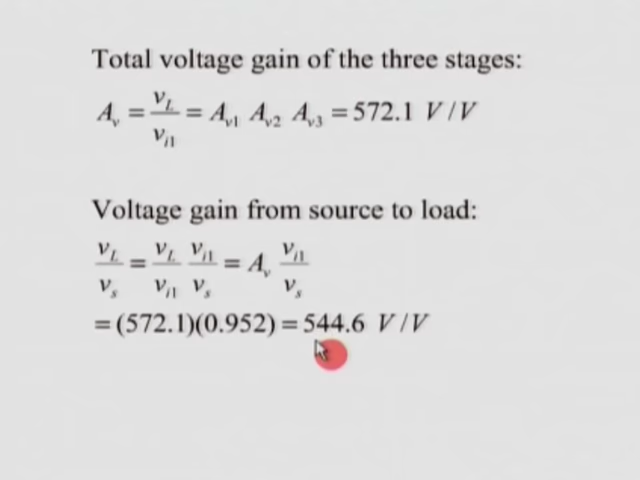 Total voltage gain of the three stages:
A_v = v_L / v_i1 = A_v1 A_v2 A_v3 = 572.1 V/V
Voltage gain from source to load:
v_L / v_s = v_L / v_i1 v_i1 / v_s = A_v v_i1 / v_s
= (572.1)(0.952) = 544.6 V/V